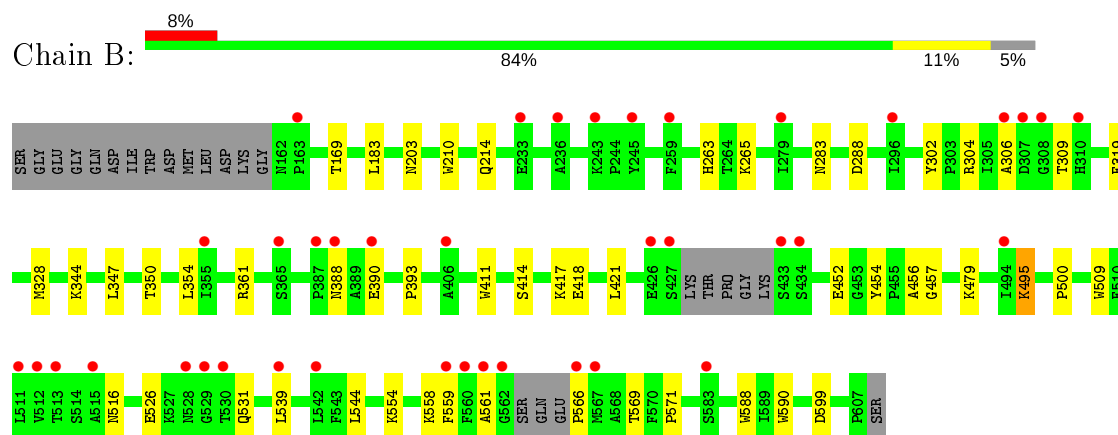 8%
Chain B:
84% 11% 5%
SER GLY GLU GLY GLN ASP ILE TRP ASP MET LEU ASP LYS GLY N162 P163 T169 L183 N203 W210 Q214 E233 A236 K243 P244 Y245 F259 H263 T264 K265 I279 N283 D288 I296 Y302 P303 R304 I305 A306 D307 G308 T309 H310
M328 K344 L347 T350 L354 I355 R361 S365 P387 N388 A389 E390 P393 A406 W411 S414 K417 E418 L421 E426 S427 LYS THR PRO GLY LYS S433 S434 E452 G453 Y454 P455 A456 G457 K479 I494 K495 P500 W509
L511 V512 T513 S514 A515 N516 E526 K527 N528 G529 T530 Q531 L539 L542 F543 L544 K554 K558 F559 F560 A561 G562 SER GLN GLU P566 M567 A568 T569 F570 P571 S583 W588 I589 W590 D599 P607 SER